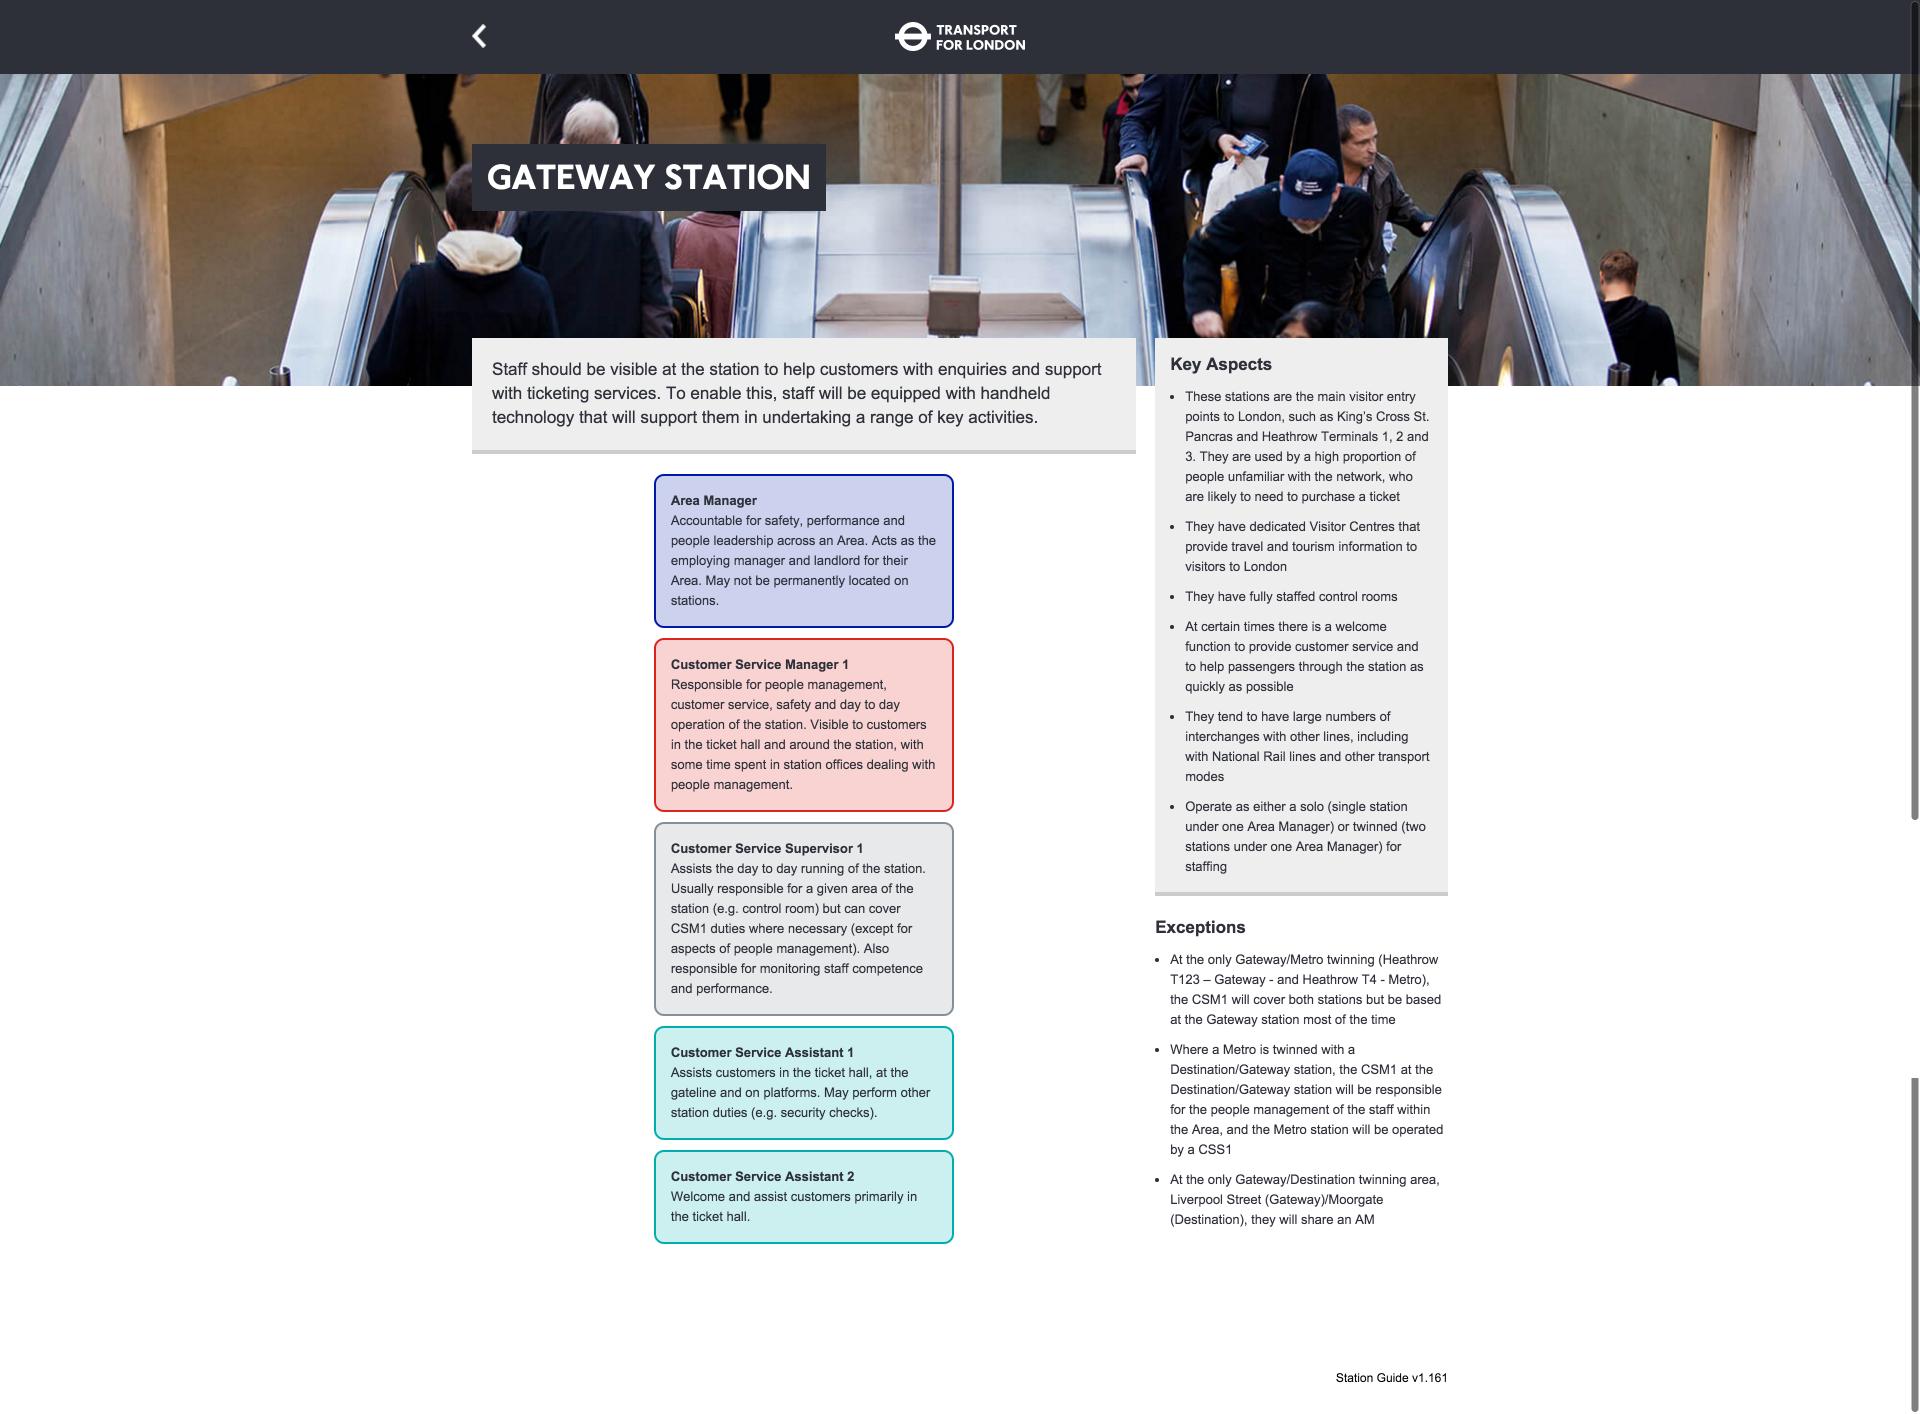 TRANSPORT
FOR LONDON
GATEWAY STATION
Staff should be visible at the station to help customers with enquiries and support
with ticketing services. To enable this, staff will be equipped with handheld
technology that will support them in undertaking a range of key activities.
Area Manager
Accountable for safety, performance and
people leadership across an Area. Acts as the
employing manager and landlord for their
Area. May not be permanently located on
stations.
Customer Service Manager 1
Responsible for people management,
customer service, safety and day to day
operation of the station. Visible to customers
in the ticket hall and around the station, with
some time spent in station offices dealing with
people management.
Customer Service Supervisor 1
Assists the day to day running of the station.
Usually responsible for a given area of the
station (e.g. control room) but can cover
CSM1 duties where necessary (except for
aspects of people management). Also
responsible for monitoring staff competence
and performance.
Customer Service Assistant 1
Assists customers in the ticket hall, at the
gateline and on platforms. May perform other
station duties (e.g. security checks).
Customer Service Assistant 2
Welcome and assist customers primarily in
the ticket hall.
Key Aspects
• These stations are the main visitor entry
points to London, such as King's Cross St.
Pancras and Heathrow Terminals 1, 2 and
3. They are used by a high proportion of
people unfamiliar with the network, who
are likely to need to purchase a ticket
• They have dedicated Visitor Centres that
provide travel and tourism information to
visitors to London
• They have fully staffed control rooms
• At certain times there is a welcome
function to provide customer service and
to help passengers through the station as
quickly as possible
• They tend to have large numbers of
interchanges with other lines, including
with National Rail lines and other transport
modes
• Operate as either a solo (single station
under one Area Manager) or twinned (two
stations under one Area Manager) for
staffing
Exceptions
• At the only Gateway/Metro twinning (Heathrow
T123 – Gateway - and Heathrow T4 - Metro),
the CSM1 will cover both stations but be based
at the Gateway station most of the time
• Where a Metro is twinned with a
Destination/Gateway station, the CSM1 at the
Destination/Gateway station will be responsible
for the people management of the staff within
the Area, and the Metro station will be operated
by a CSS1
• At the only Gateway/Destination twinning area,
Liverpool Street (Gateway)/Moorgate
(Destination), they will share an AM
Station Guide v1.161